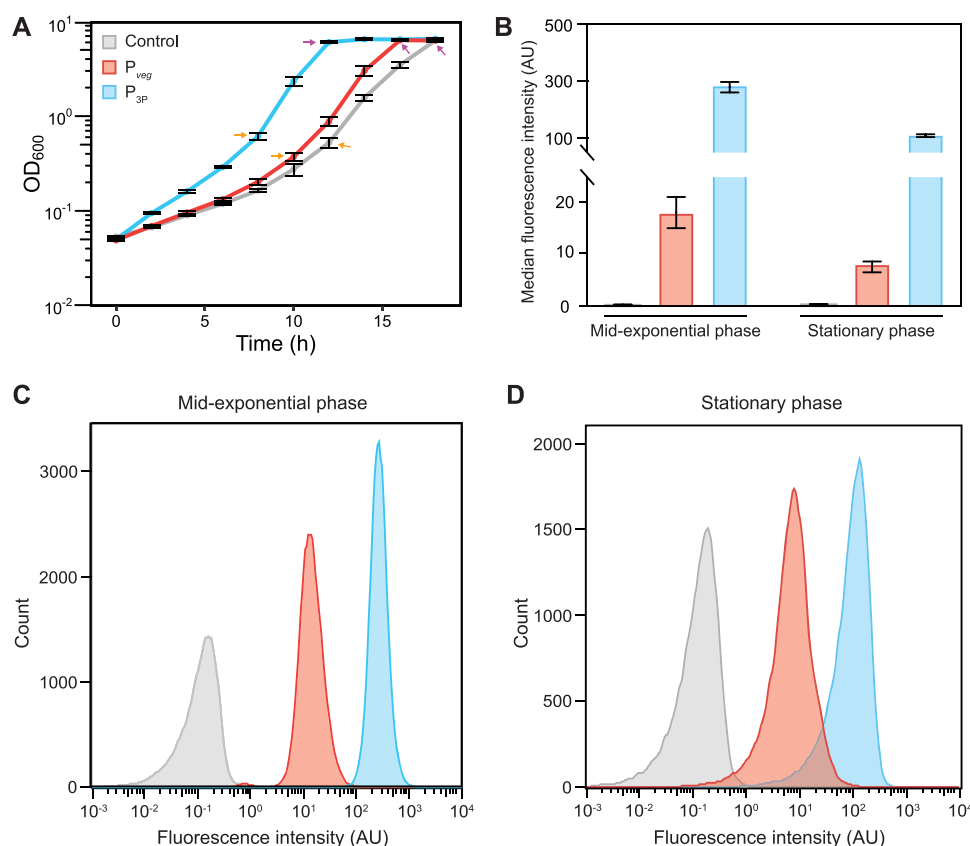 A
Control
Pveg
P3P
OD600
10¹
10⁰
10⁻¹
10⁻²
0 5 10 15
Time (h)
B
Median fluorescence intensity (AU)
500
300
100
20
10
0
Mid-exponential phase Stationary phase
C
Mid-exponential phase
Count
3000
2000
1000
0
10⁻³ 10⁻² 10⁻¹ 10⁰ 10¹ 10² 10³ 10⁴
Fluorescence intensity (AU)
D
Stationary phase
Count
2000
1500
1000
500
0
10⁻³ 10⁻² 10⁻¹ 10⁰ 10¹ 10² 10³ 10⁴
Fluorescence intensity (AU)